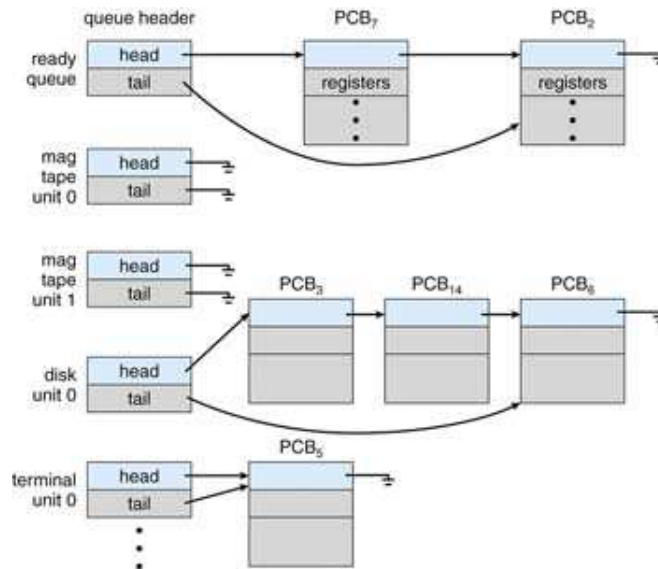 queue header
PCB7
PCB2
ready
queue
head
tail
registers
registers
mag
tape
unit 0
head
tail
mag
tape
unit 1
head
tail
PCB3
PCB14
PCB6
disk
unit 0
head
tail
PCB5
terminal
unit 0
head
tail